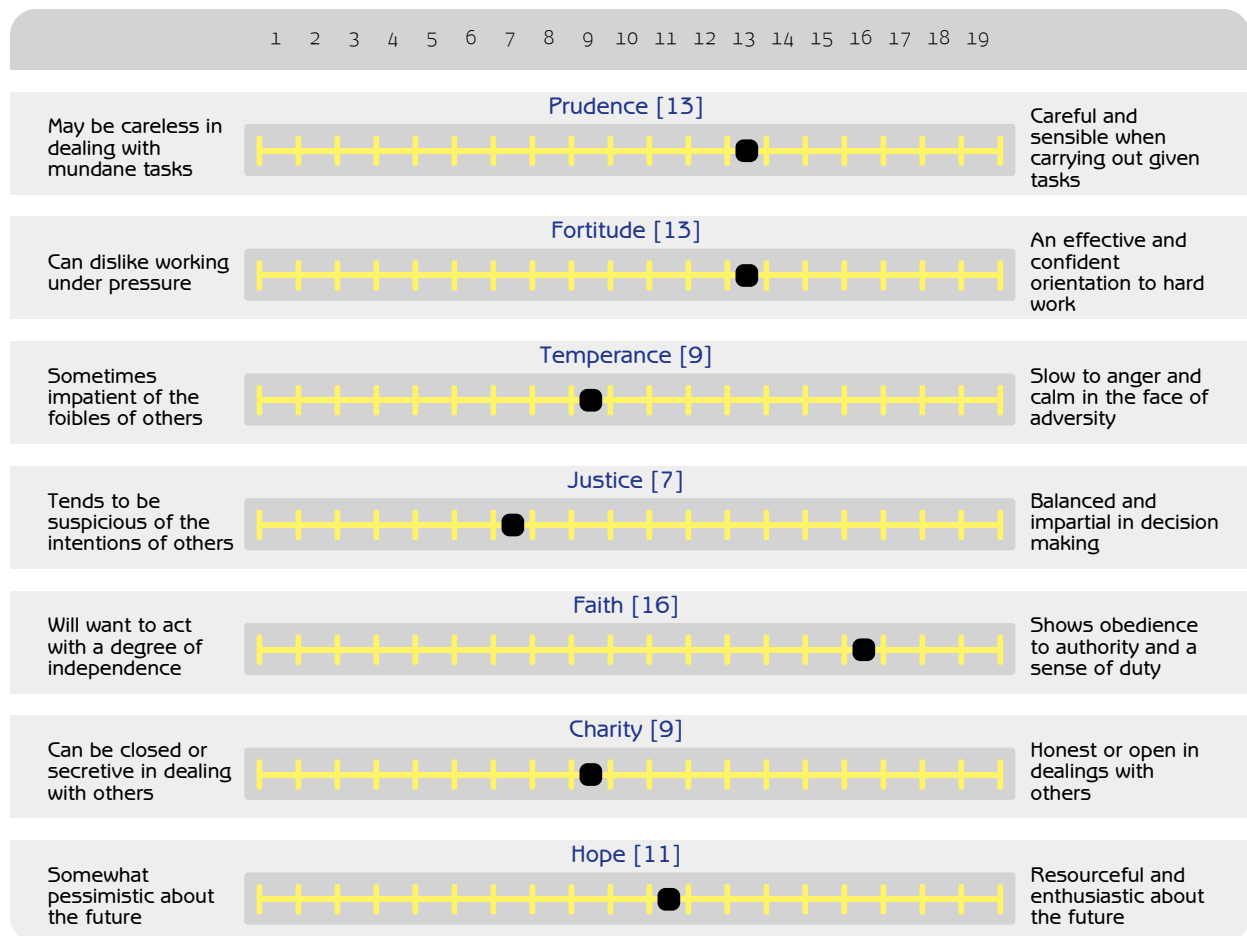 1 2 3 4 5 6 7 8 9 10 11 12 13 14 15 16 17 18 19
Prudence [13]
May be careless in
dealing with
mundane tasks
Careful and
sensible when
carrying out given
tasks
Fortitude [13]
Can dislike working
under pressure
An effective and
confident
orientation to hard
work
Temperance [9]
Sometimes
impatient of the
foibles of others
Slow to anger and
calm in the face of
adversity
Justice [7]
Tends to be
suspicious of the
intentions of others
Balanced and
impartial in decision
making
Faith [16]
Will want to act
with a degree of
independence
Shows obedience
to authority and a
sense of duty
Charity [9]
Can be closed or
secretive in dealing
with others
Honest or open in
dealings with
others
Hope [11]
Somewhat
pessimistic about
the future
Resourceful and
enthusiastic about
the future